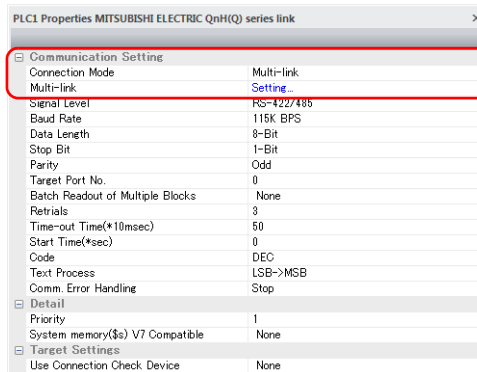 PLC1 Properties MITSUBISHI ELECTRIC QnH(Q) series link
Communication Setting
Connection Mode Multi-link
Multi-link Setting...
Signal Level RS-422/485
Baud Rate 115K BPS
Data Length 8-Bit
Stop Bit 1-Bit
Parity Odd
Target Port No. 0
Batch Readout of Multiple Blocks None
Retrials 3
Time-out Time(*10msec) 50
Start Time(*sec) 0
Code DEC
Text Process LSB->MSB
Comm. Error Handling Stop
Detail
Priority 1
System memory($s) V7 Compatible None
Target Settings
Use Connection Check Device None